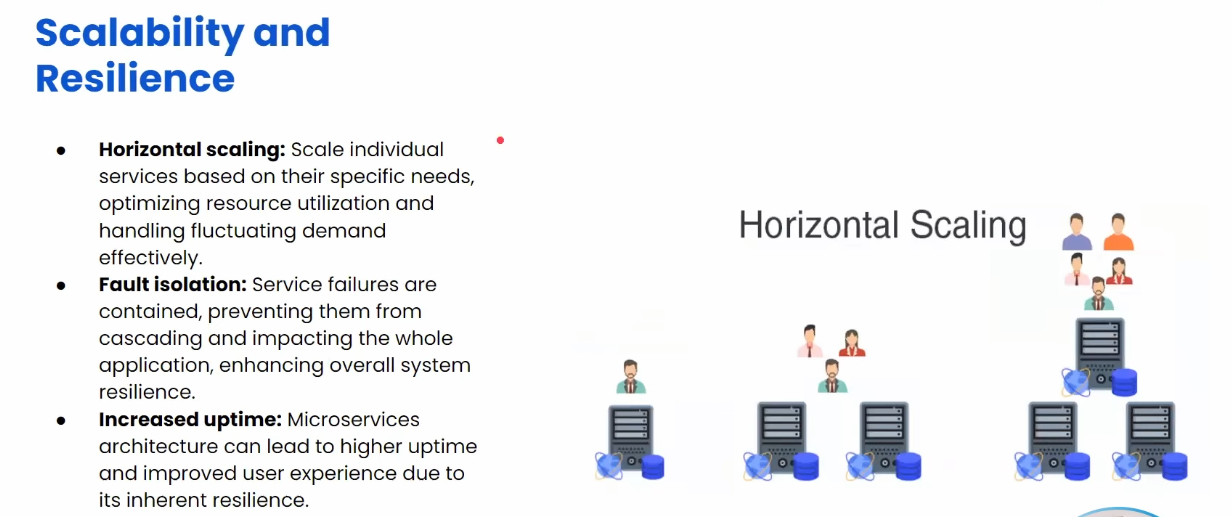 Scalability and
Resilience
● Horizontal scaling: Scale individual
services based on their specific needs,
optimizing resource utilization and
handling fluctuating demand
effectively.
● Fault isolation: Service failures are
contained, preventing them from
cascading and impacting the whole
application, enhancing overall system
resilience.
● Increased uptime: Microservices
architecture can lead to higher uptime
and improved user experience due to
its inherent resilience.
Horizontal Scaling